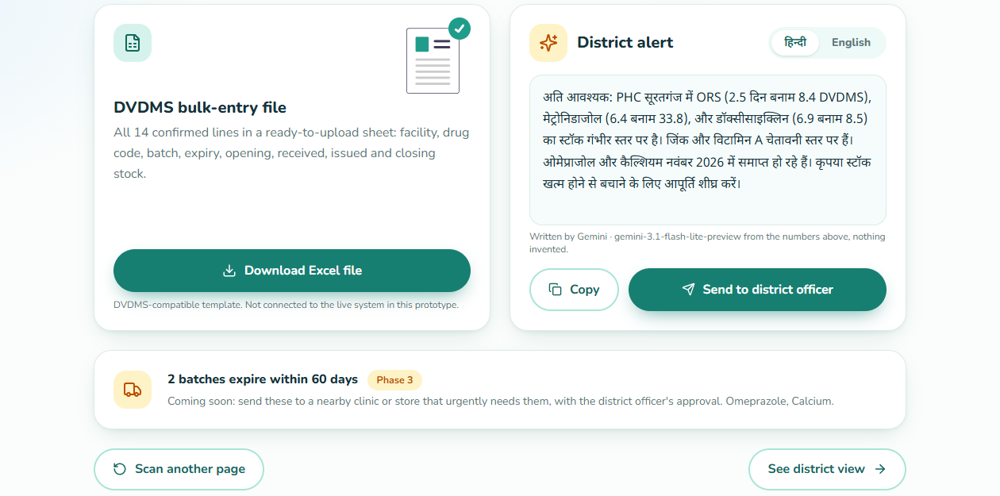 DVDMS bulk-entry file
All 14 confirmed lines in a ready-to-upload sheet: facility, drug
code, batch, expiry, opening, received, issued and closing
stock.
Download Excel file
DVDMS-compatible template. Not connected to the live system in this prototype.
District alert
हिन्दी English
अति आवश्यक: PHC सूरतगंज में ORS (2.5 दिन बनाम 8.4 DVDMS),
मेट्रोनिडाजोल (6.4 बनाम 33.8), और डॉक्सीसाइक्लिन (6.9 बनाम 8.5)
का स्टॉक गंभीर स्तर पर है। जिंक और विटामिन A चेतावनी स्तर पर हैं।
ओमेप्राजोल और कैल्शियम नवंबर 2026 में समाप्त हो रहे हैं। कृपया स्टॉक
खत्म होने से बचाने के लिए आपूर्ति शीघ्र करें।
Written by Gemini · gemini-3.1-flash-lite-preview from the numbers above, nothing
invented.
Copy
Send to district officer
2 batches expire within 60 days Phase 3
Coming soon: send these to a nearby clinic or store that urgently needs them, with the district officer's approval. Omeprazole, Calcium.
Scan another page
See district view